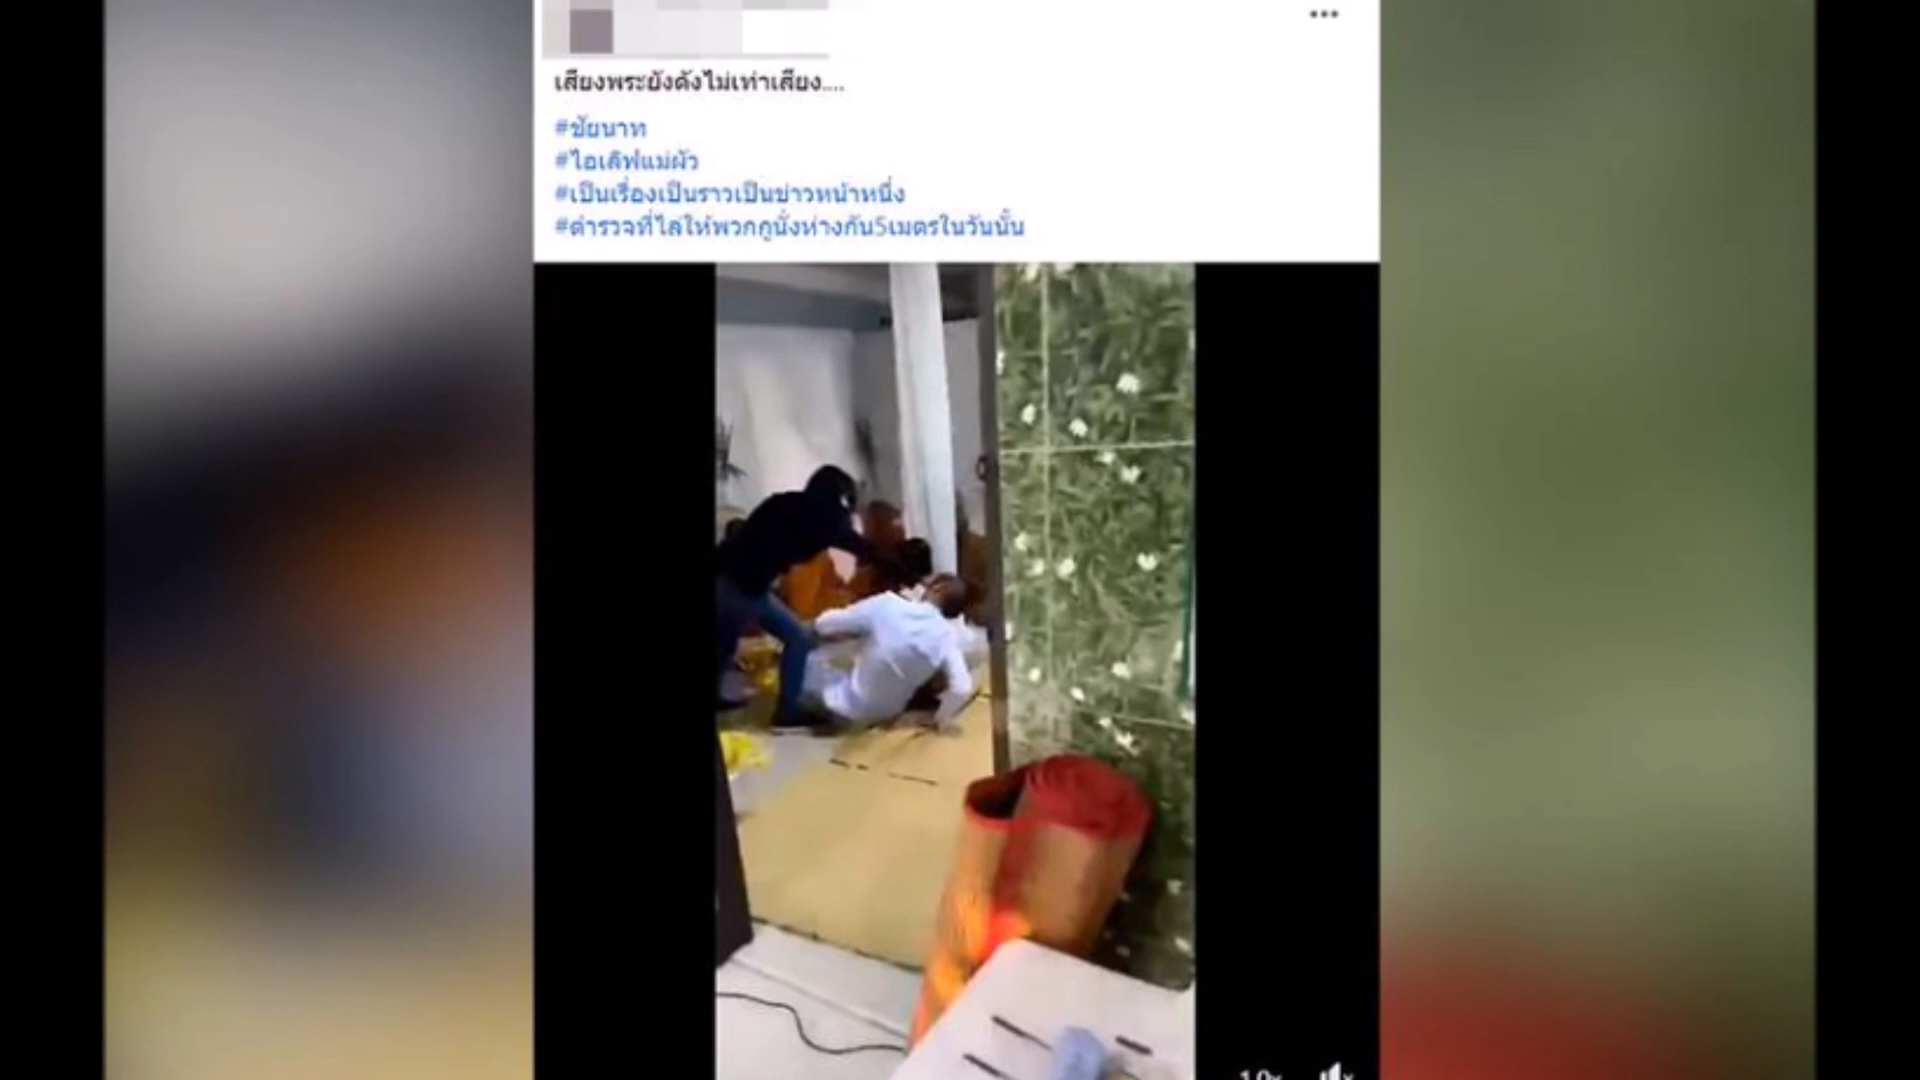 เสียงพระยังดังไม่เท่าเสียง....
#ชัยนาท
#ไอเลิฟแม่ผัว
#เป็นเรื่องเป็นราวเป็นข่าวหน้าหนึ่ง
#ตำรวจที่ไล่ให้พวกกูนั่งห่างกัน5เมตรในวันนั้น